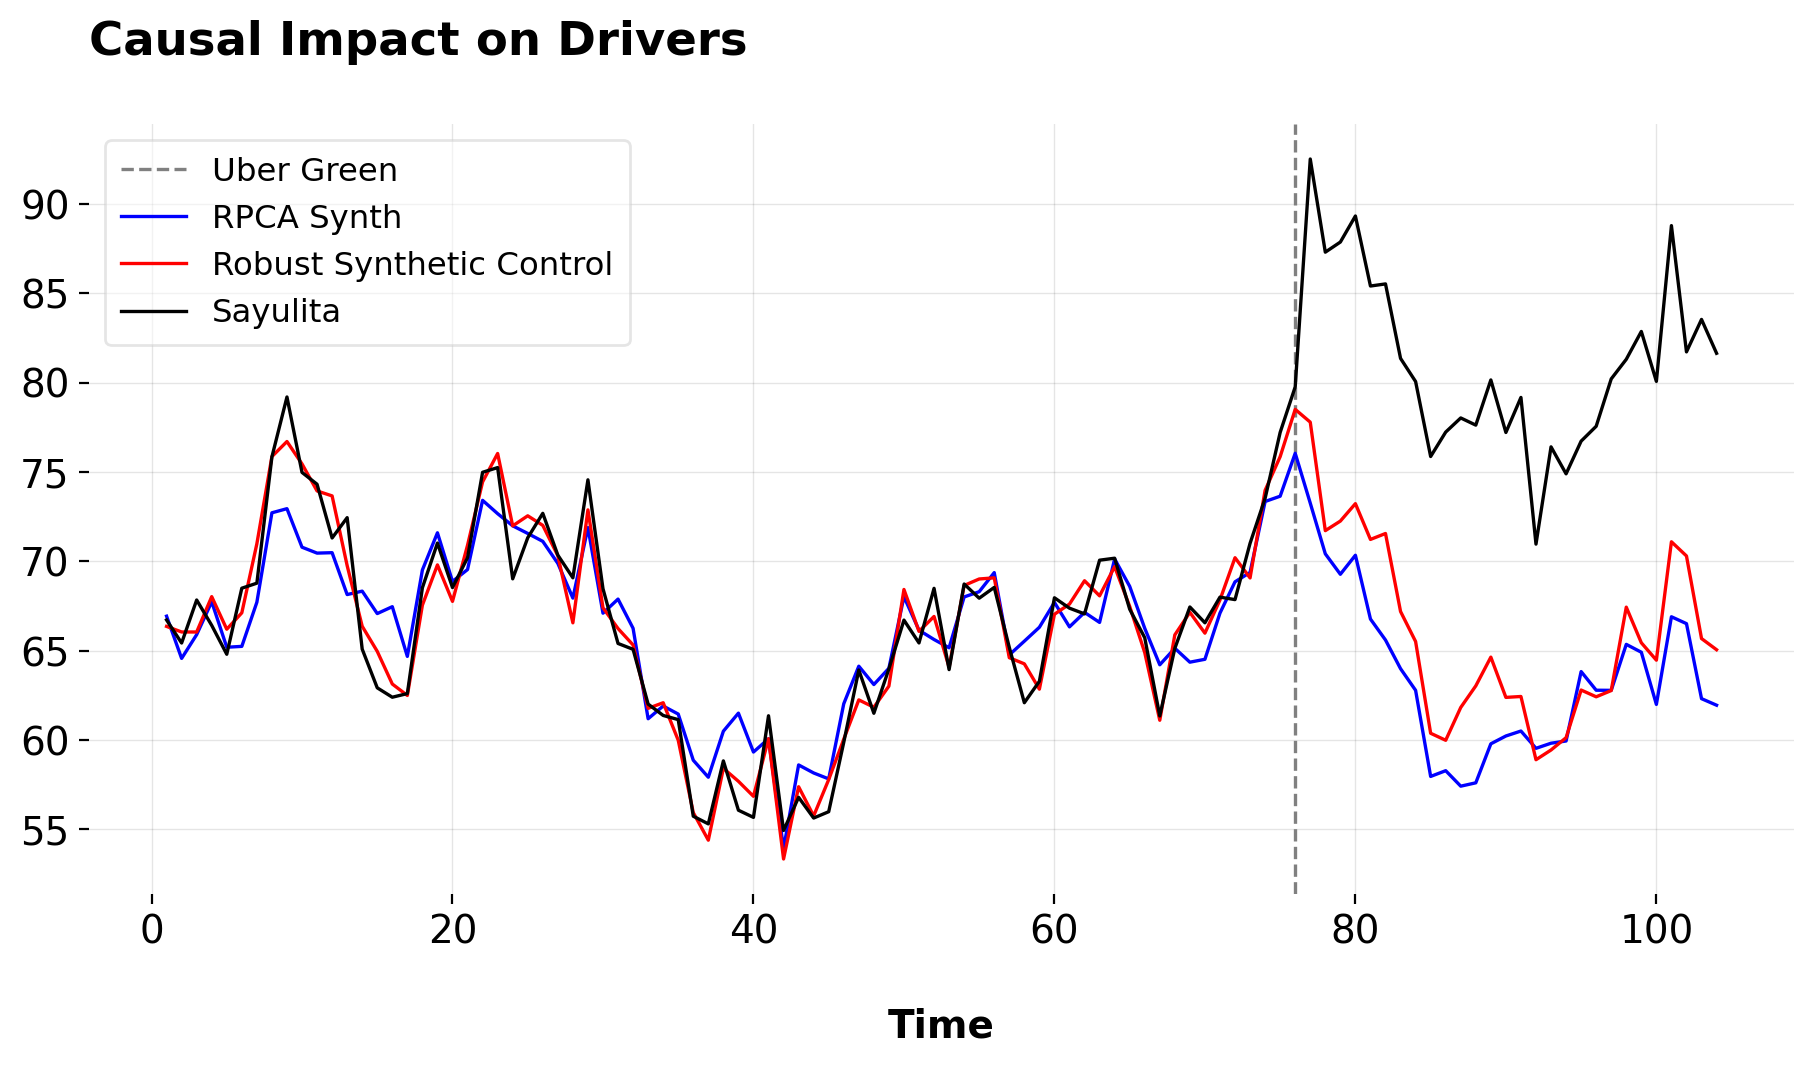 Causal Impact on Drivers
Uber Green
RPCA Synth
Robust Synthetic Control
Sayulita
90
85
80
75
70
65
60
55
0 20 40 60 80 100
Time